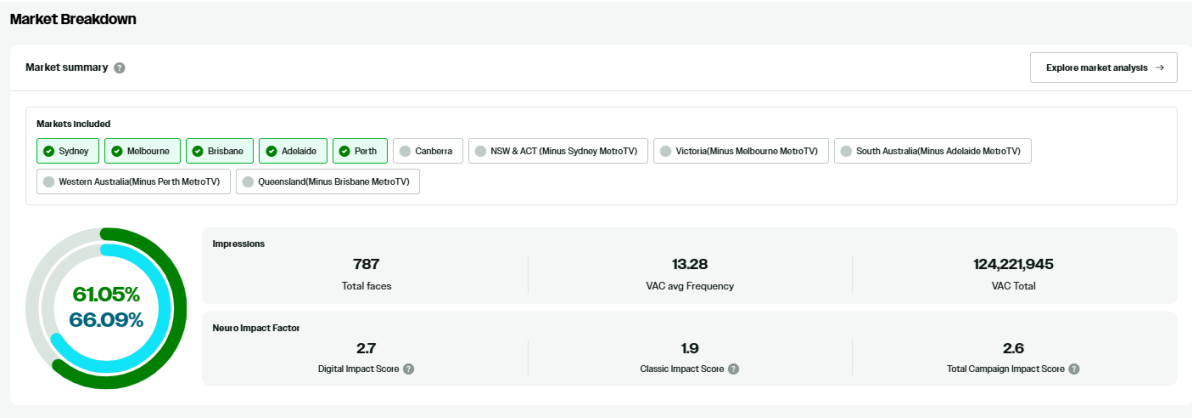 Market Breakdown
Market summary ?
Explore market analysis →
Markets included
Sydney Melbourne Brisbane Adelaide Perth Canberra NSW & ACT (Minus Sydney MetroTV) Victoria(Minus Melbourne MetroTV) South Australia(Minus Adelaide MetroTV)
Western Australia(Minus Perth MetroTV) Queensland(Minus Brisbane MetroTV)
61.05%
66.09%
Impressions
787 13.28 124,221,945
Total faces VAC avg Frequency VAC Total
Neuro Impact Factor
2.7 1.9 2.6
Digital Impact Score ? Classic Impact Score ? Total Campaign Impact Score ?